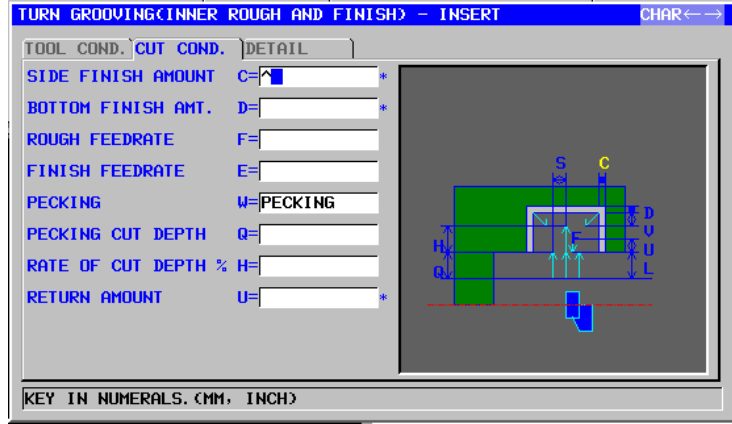 TURN GROOVING(INNER ROUGH AND FINISH) - INSERT CHAR←→
TOOL COND. CUT COND. DETAIL
SIDE FINISH AMOUNT C=^ *
BOTTOM FINISH AMT. D= *
ROUGH FEEDRATE F=
FINISH FEEDRATE E=
PECKING W=PECKING
PECKING CUT DEPTH Q=
RATE OF CUT DEPTH % H=
RETURN AMOUNT U= *
S C
D
V
F
H U
Q L
KEY IN NUMERALS.(MM, INCH)